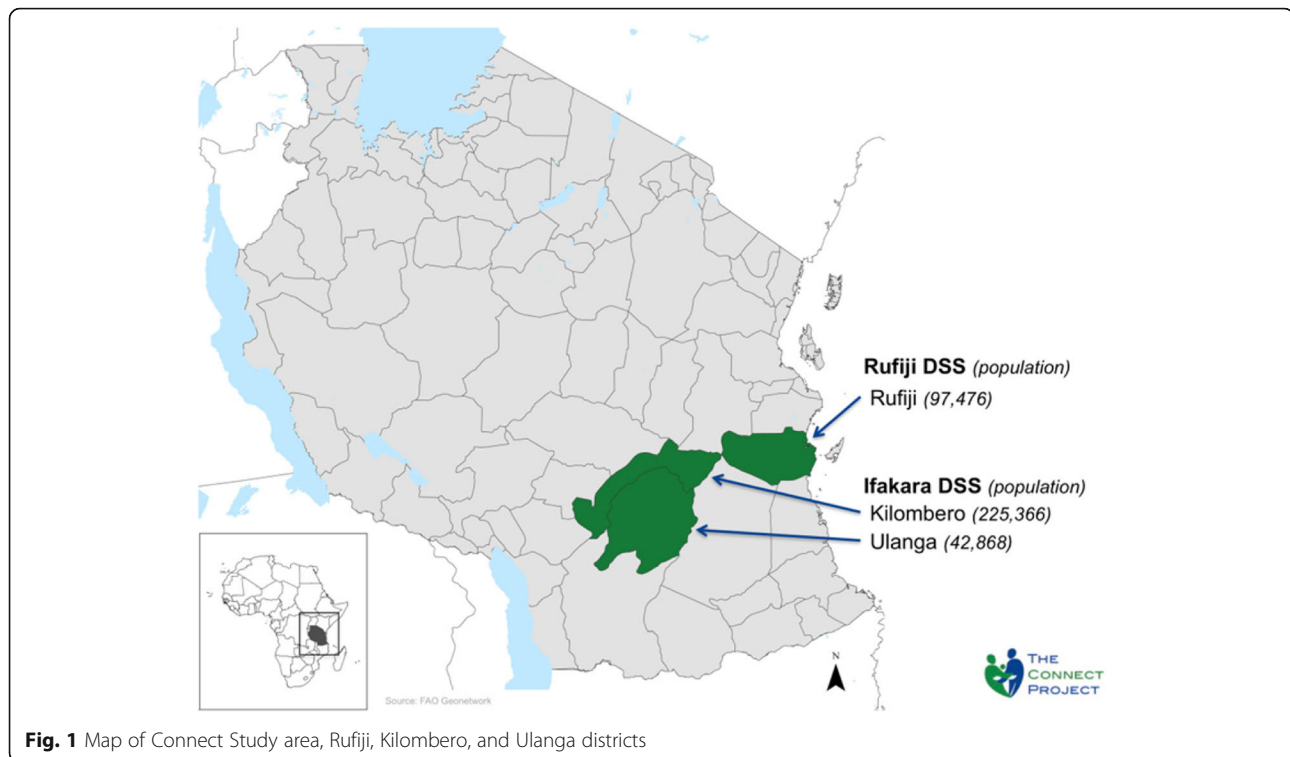 Rufiji DSS (population)
Rufiji (97,476)
Ifakara DSS (population)
Kilombero (225,366)
Ulanga (42,868)
N
THE
CONNECT
PROJECT
Source: FAO Geonetwork
Fig. 1 Map of Connect Study area, Rufiji, Kilombero, and Ulanga districts